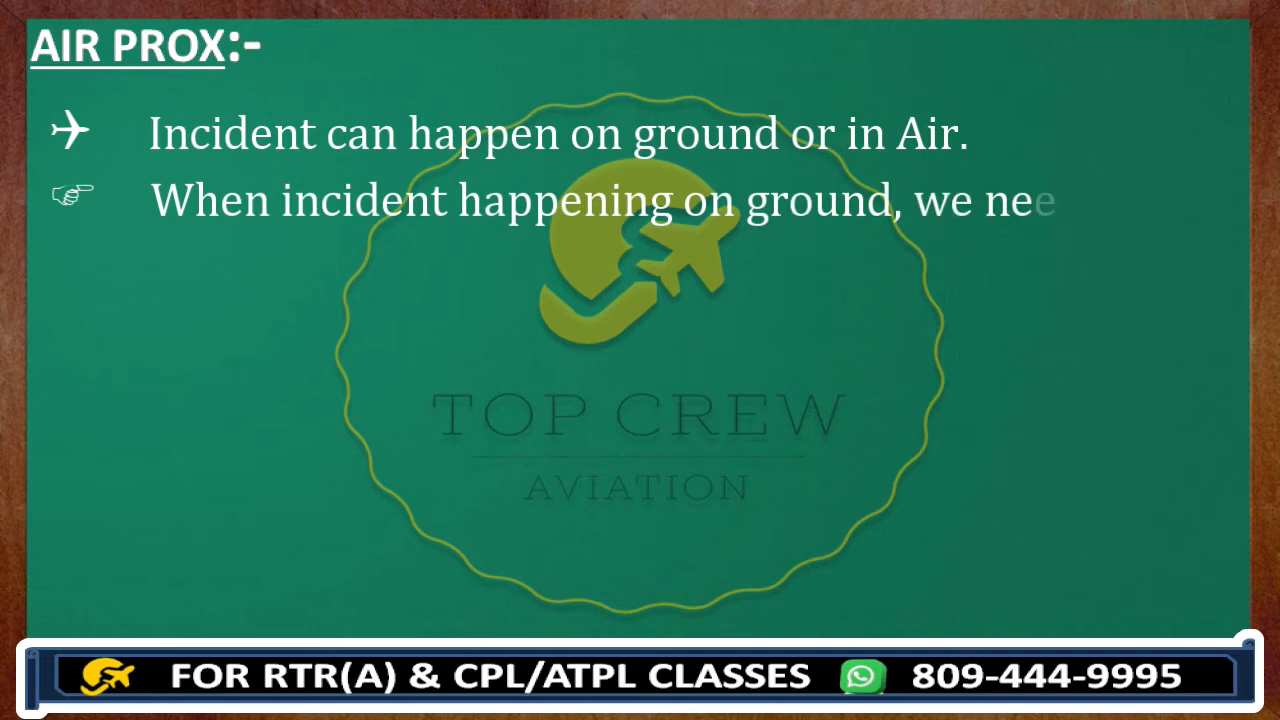 AIR PROX:-
Incident can happen on ground or in Air.
When incident happening on ground, we nee
TOP CREW
AVIATION
FOR RTR(A) & CPL/ATPL CLASSES 809-444-9995